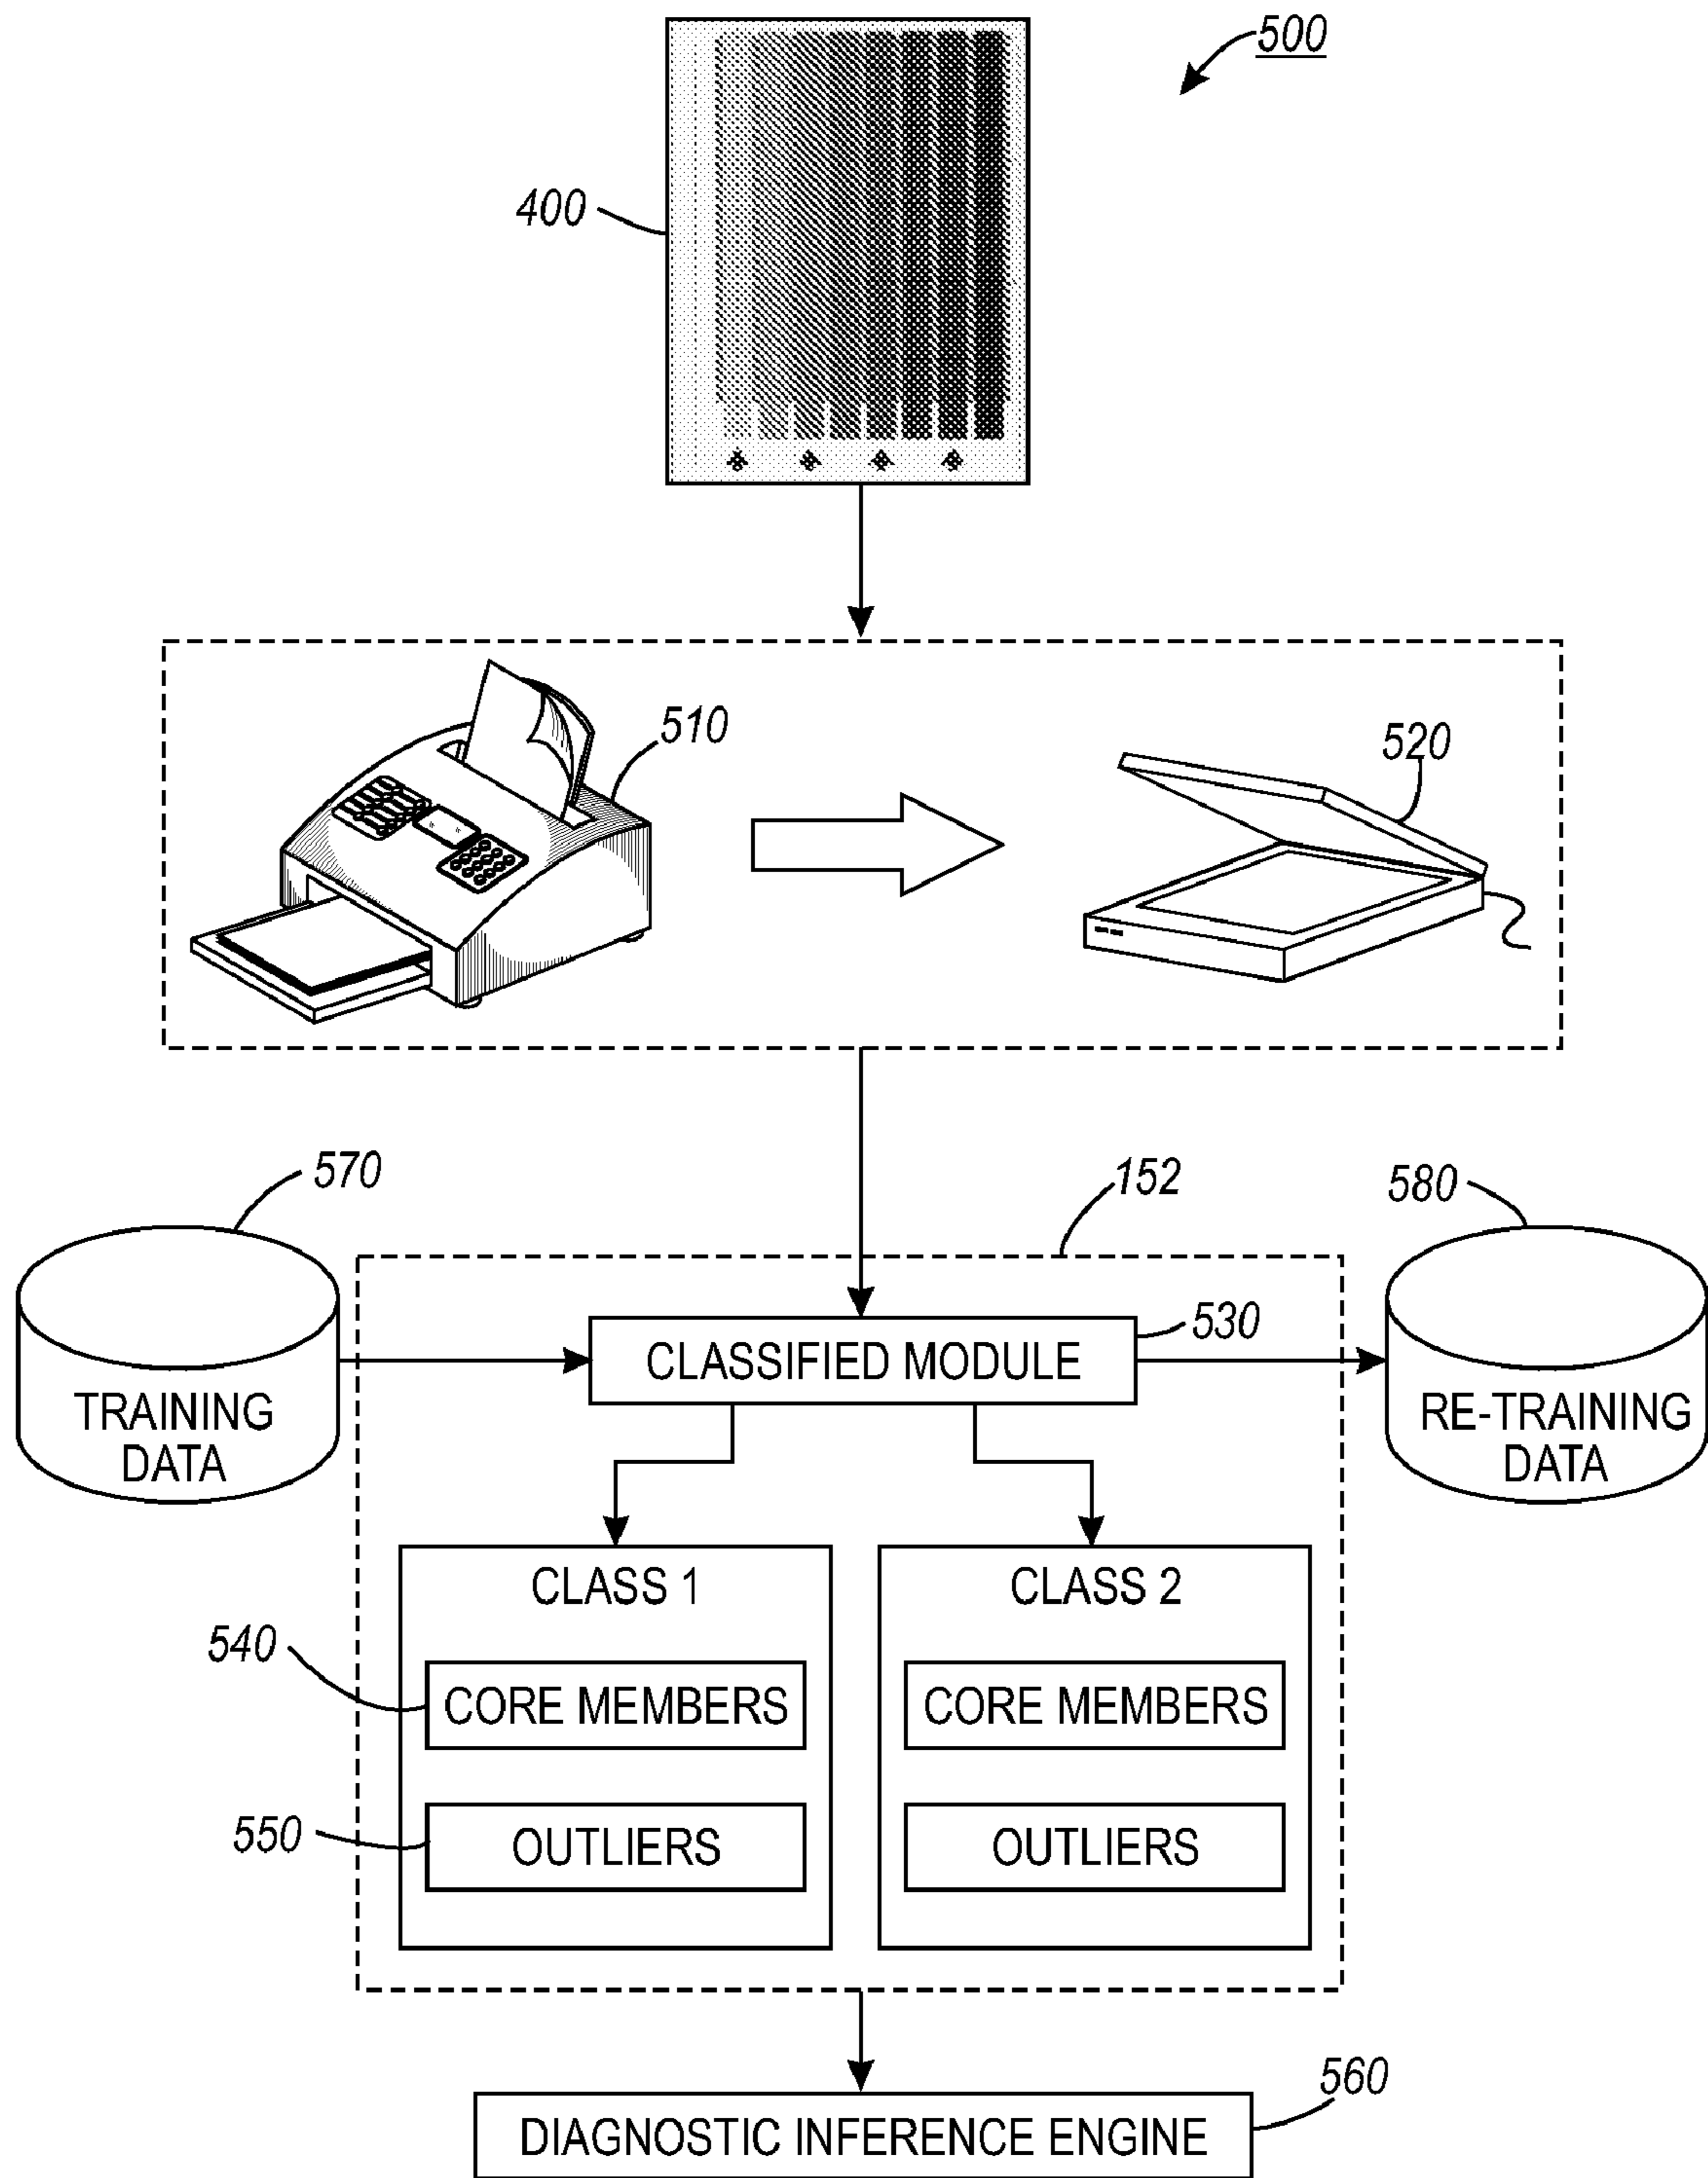 500
400
510
520
570
152
580
530
CLASSIFIED MODULE
TRAINING
DATA
RE-TRAINING
DATA
CLASS 1
CLASS 2
540
CORE MEMBERS
CORE MEMBERS
550
OUTLIERS
OUTLIERS
560
DIAGNOSTIC INFERENCE ENGINE